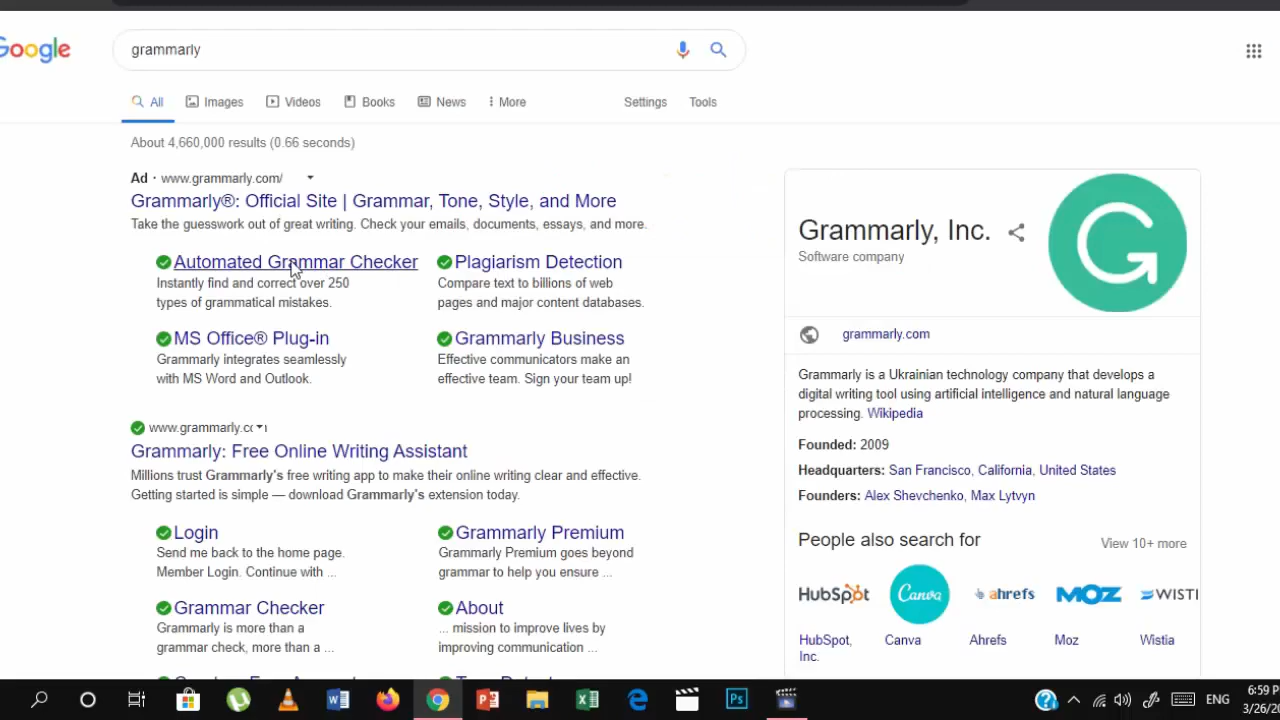 Google
grammarly
All Images Videos Books News More Settings Tools
About 4,660,000 results (0.66 seconds)
Ad · www.grammarly.com/
Grammarly®: Official Site | Grammar, Tone, Style, and More
Take the guesswork out of great writing. Check your emails, documents, essays, and more.
Automated Grammar Checker
Instantly find and correct over 250
types of grammatical mistakes.
Plagiarism Detection
Compare text to billions of web
pages and major content databases.
MS Office® Plug-in
Grammarly integrates seamlessly
with MS Word and Outlook.
Grammarly Business
Effective communicators make an
effective team. Sign your team up!
www.grammarly.co
Grammarly: Free Online Writing Assistant
Millions trust Grammarly's free writing app to make their online writing clear and effective.
Getting started is simple — download Grammarly's extension today.
Login
Send me back to the home page.
Member Login. Continue with ...
Grammarly Premium
Grammarly Premium goes beyond
grammar to help you ensure ...
Grammar Checker
Grammarly is more than a
grammar check, more than a ...
About
... mission to improve lives by
improving communication ...
Grammarly, Inc.
Software company
G
grammarly.com
Grammarly is a Ukrainian technology company that develops a
digital writing tool using artificial intelligence and natural language
processing. Wikipedia
Founded: 2009
Headquarters: San Francisco, California, United States
Founders: Alex Shevchenko, Max Lytvyn
People also search for View 10+ more
HubSpot Canva ahrefs MOZ WISTI
HubSpot, Canva Ahrefs Moz Wistia
Inc.
ENG
6:59 P
3/26/20